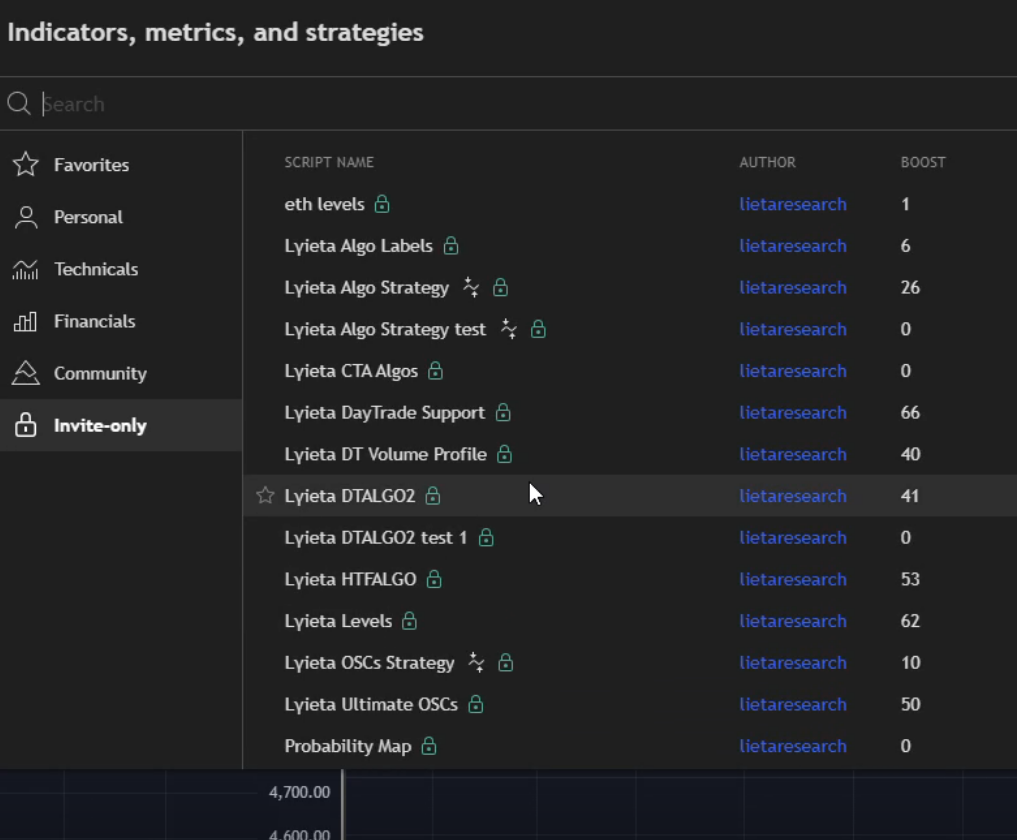 Indicators, metrics, and strategies
Search
Favorites
Personal
Technicals
Financials
Community
Invite-only
SCRIPT NAME AUTHOR BOOST
eth levels lietaresearch 1
Lyieta Algo Labels lietaresearch 6
Lyieta Algo Strategy lietaresearch 26
Lyieta Algo Strategy test lietaresearch 0
Lyieta CTA Algos lietaresearch 0
Lyieta DayTrade Support lietaresearch 66
Lyieta DT Volume Profile lietaresearch 40
Lyieta DTALGO2 lietaresearch 41
Lyieta DTALGO2 test 1 lietaresearch 0
Lyieta HTFALGO lietaresearch 53
Lyieta Levels lietaresearch 62
Lyieta OSCs Strategy lietaresearch 10
Lyieta Ultimate OSCs lietaresearch 50
Probability Map lietaresearch 0
4,700.00
4,600.00